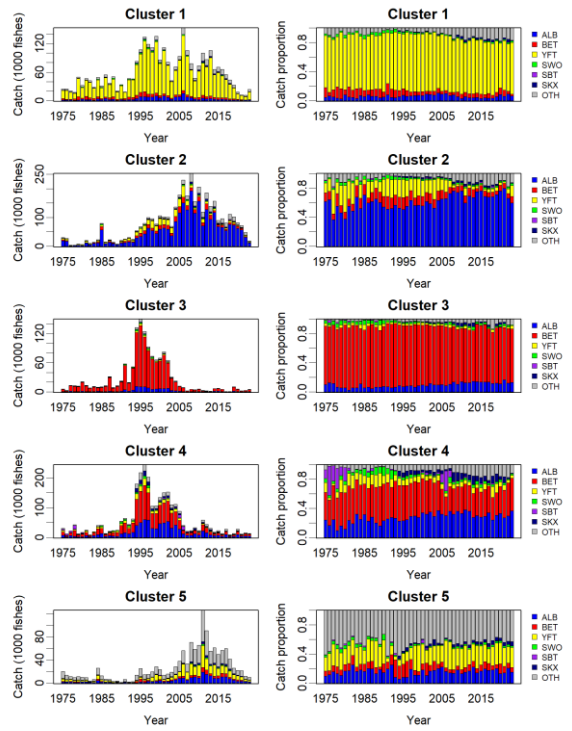 Cluster 1
Catch (1000 fishes)
120
60
0
1975 1985 1995 2005 2015
Year
Cluster 1
Catch proportion
0.8
0.4
0.0
1975 1985 1995 2005 2015
Year
ALB
BET
YFT
SWO
SBT
SKX
OTH
Cluster 2
Catch (1000 fishes)
250
100
0
1975 1985 1995 2005 2015
Year
Cluster 2
Catch proportion
0.8
0.4
0.0
1975 1985 1995 2005 2015
Year
ALB
BET
YFT
SWO
SBT
SKX
OTH
Cluster 3
Catch (1000 fishes)
120
60
0
1975 1985 1995 2005 2015
Year
Cluster 3
Catch proportion
0.8
0.4
0.0
1975 1985 1995 2005 2015
Year
ALB
BET
YFT
SWO
SBT
SKX
OTH
Cluster 4
Catch (1000 fishes)
200
100
0
1975 1985 1995 2005 2015
Year
Cluster 4
Catch proportion
0.8
0.4
0.0
1975 1985 1995 2005 2015
Year
ALB
BET
YFT
SWO
SBT
SKX
OTH
Cluster 5
Catch (1000 fishes)
80
40
0
1975 1985 1995 2005 2015
Year
Cluster 5
Catch proportion
0.8
0.4
0.0
1975 1985 1995 2005 2015
Year
ALB
BET
YFT
SWO
SBT
SKX
OTH